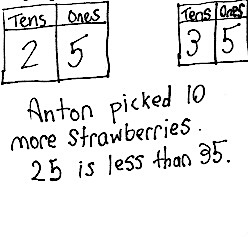 Tens Ones Tens Ones
2 5 3 5
Anton picked 10
more strawberries.
25 is less than 35.